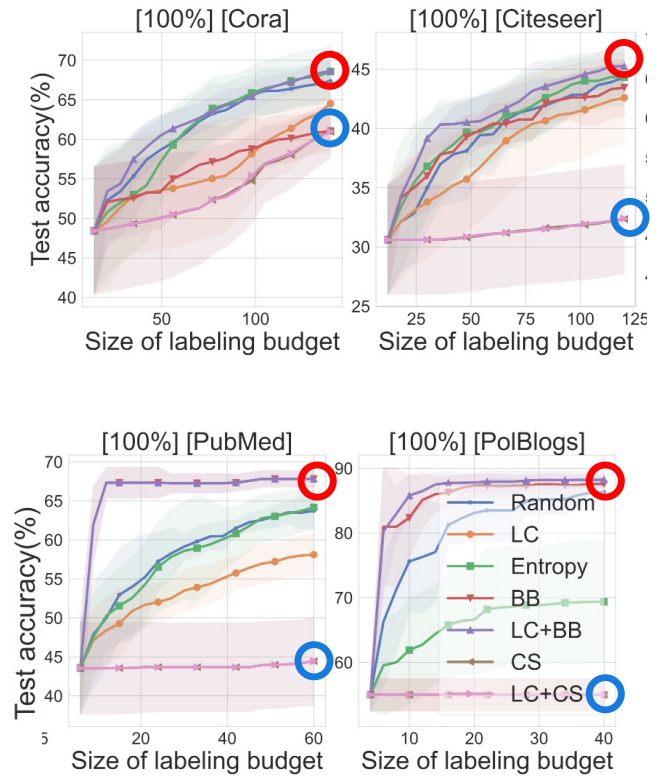 [100%] [Cora]
[100%] [Citeseer]
70
65
60
55
50
45
40
Test accuracy(%)
50
100
Size of labeling budget
45
40
35
30
25
25
50
75
100
125
Size of labeling budget
[100%] [PubMed]
[100%] [PolBlogs]
70
65
60
55
50
45
40
Test accuracy(%)
5
20
40
60
Size of labeling budget
90
80
70
60
10
20
30
40
Size of labeling budget
Random
LC
Entropy
BB
LC+BB
CS
LC+CS